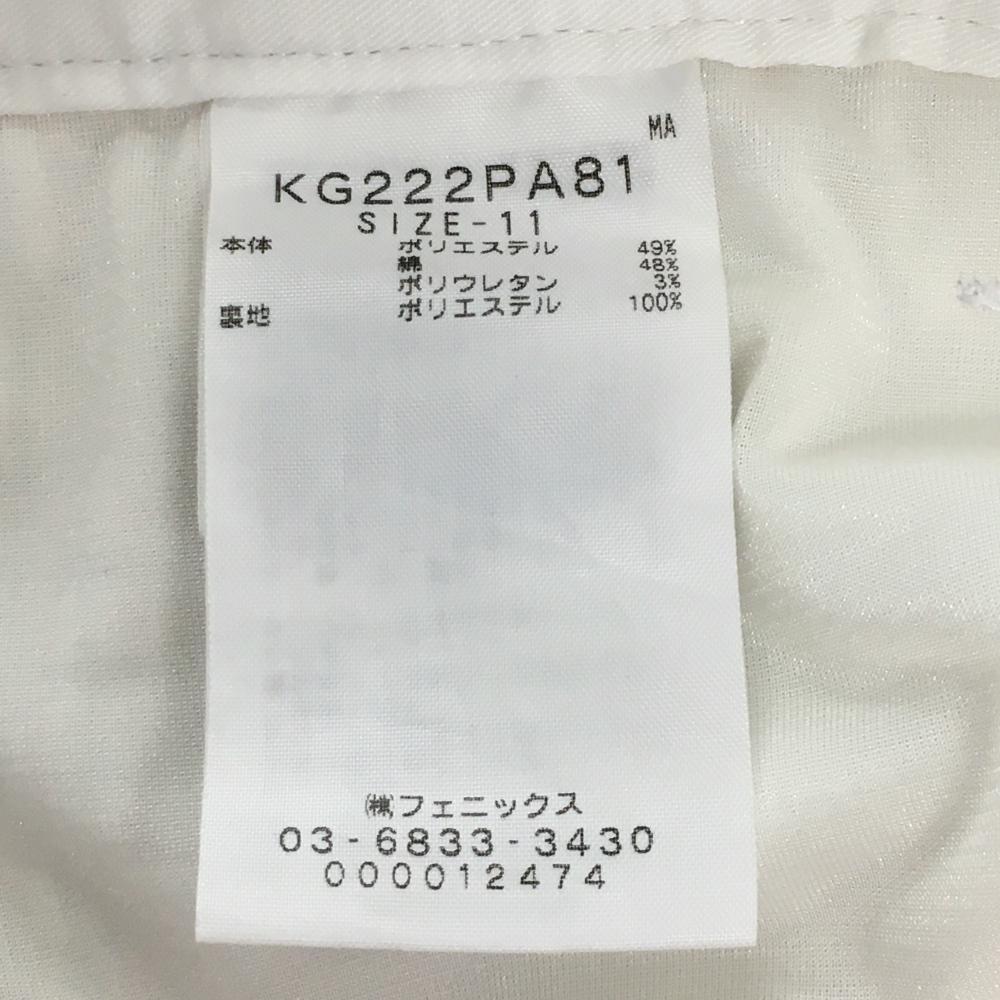 MA
KG222PA81
SIZE-11
本体 ポリエステル 49%
綿 48%
ポリウレタン 3%
裏地 ポリエステル 100%
㈱フェニックス
03-6833-3430
000012474